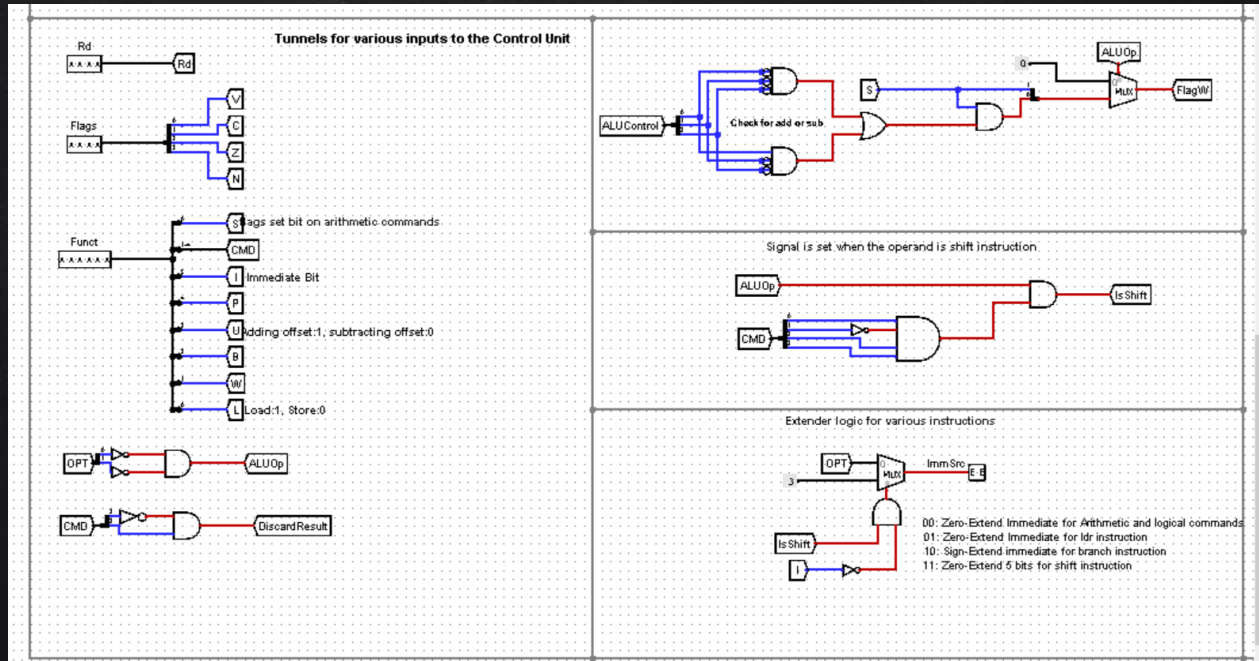 Tunnels for various inputs to the Control Unit
Rd
x x x x
Rd
Flags
x x x x
V
C
Z
N
Funct
x x x x x x
S
ags set bit on arithmetic commands
CMD
I
Immediate Bit
P
U
Adding offset:1, subtracting offset:0
B
W
L
Load:1, Store:0
OPT
ALUOp
CMD
DiscardResult
ALUControl
Check for add or sub
S
0
ALUOp
0
MUX
FlagW
Signal is set when the operand is shift instruction
ALUOp
CMD
IsShift
Extender logic for various instructions
OPT
3
0
MUX
ImmSrc
E E
IsShift
I
00: Zero-Extend Immediate for Arithmetic and logical commands
01: Zero-Extend Immediate for ldr instruction
10: Sign-Extend immediate for branch instruction
11: Zero-Extend 5 bits for shift instruction